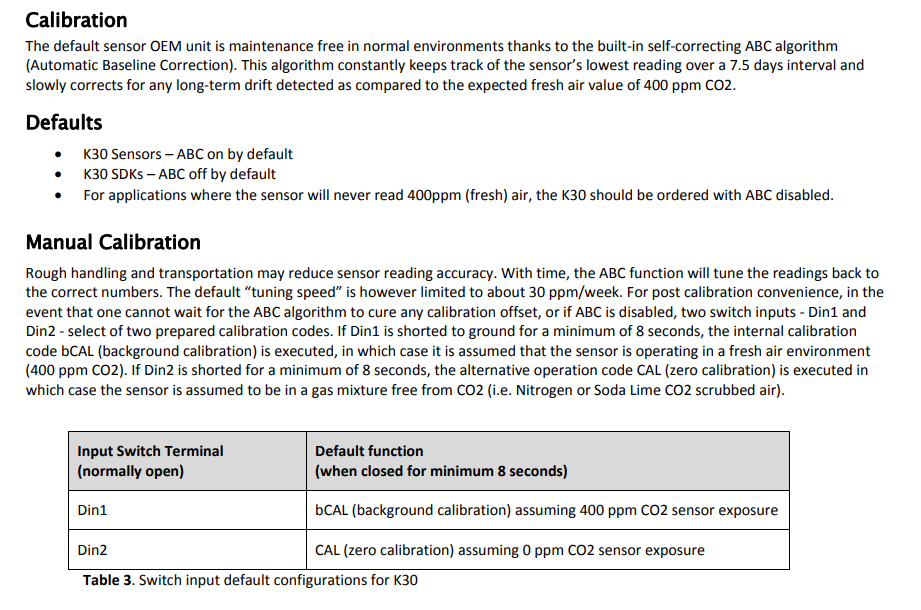 Calibration
The default sensor OEM unit is maintenance free in normal environments thanks to the built-in self-correcting ABC algorithm
(Automatic Baseline Correction). This algorithm constantly keeps track of the sensor's lowest reading over a 7.5 days interval and
slowly corrects for any long-term drift detected as compared to the expected fresh air value of 400 ppm CO2.
Defaults
• K30 Sensors – ABC on by default
• K30 SDKs – ABC off by default
• For applications where the sensor will never read 400ppm (fresh) air, the K30 should be ordered with ABC disabled.
Manual Calibration
Rough handling and transportation may reduce sensor reading accuracy. With time, the ABC function will tune the readings back to
the correct numbers. The default “tuning speed” is however limited to about 30 ppm/week. For post calibration convenience, in the
event that one cannot wait for the ABC algorithm to cure any calibration offset, or if ABC is disabled, two switch inputs - Din1 and
Din2 - select of two prepared calibration codes. If Din1 is shorted to ground for a minimum of 8 seconds, the internal calibration
code bCAL (background calibration) is executed, in which case it is assumed that the sensor is operating in a fresh air environment
(400 ppm CO2). If Din2 is shorted for a minimum of 8 seconds, the alternative operation code CAL (zero calibration) is executed in
which case the sensor is assumed to be in a gas mixture free from CO2 (i.e. Nitrogen or Soda Lime CO2 scrubbed air).
Input Switch Terminal
(normally open)
Default function
(when closed for minimum 8 seconds)
Din1
bCAL (background calibration) assuming 400 ppm CO2 sensor exposure
Din2
CAL (zero calibration) assuming 0 ppm CO2 sensor exposure
Table 3. Switch input default configurations for K30